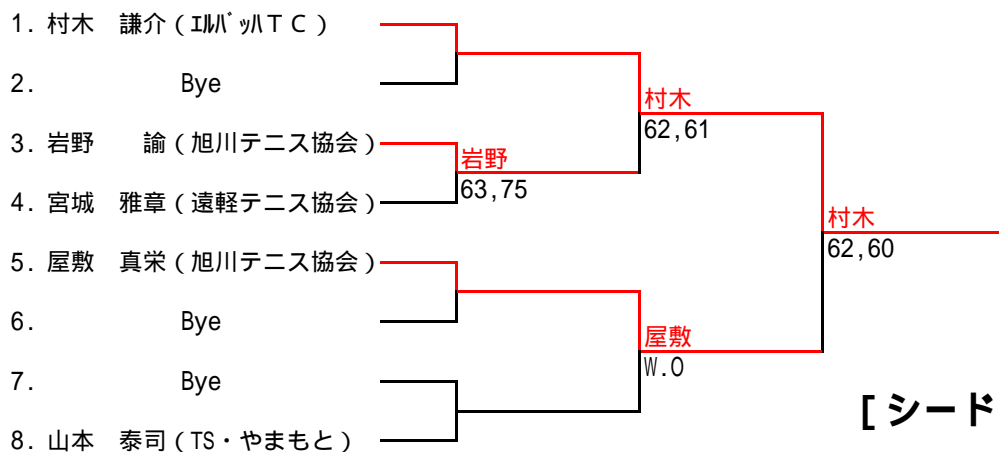 1. 村木　謙介(ｴﾙﾊﾞｯﾊTC)
2. Bye
3. 岩野　諭(旭川テニス協会)
4. 宮城　雅章(遠軽テニス協会)
5. 屋敷　真栄(旭川テニス協会)
6. Bye
7. Bye
8. 山本　泰司(TS・やまもと)
岩野
63,75
村木
62,61
屋敷
W.O
村木
62,60
[シード